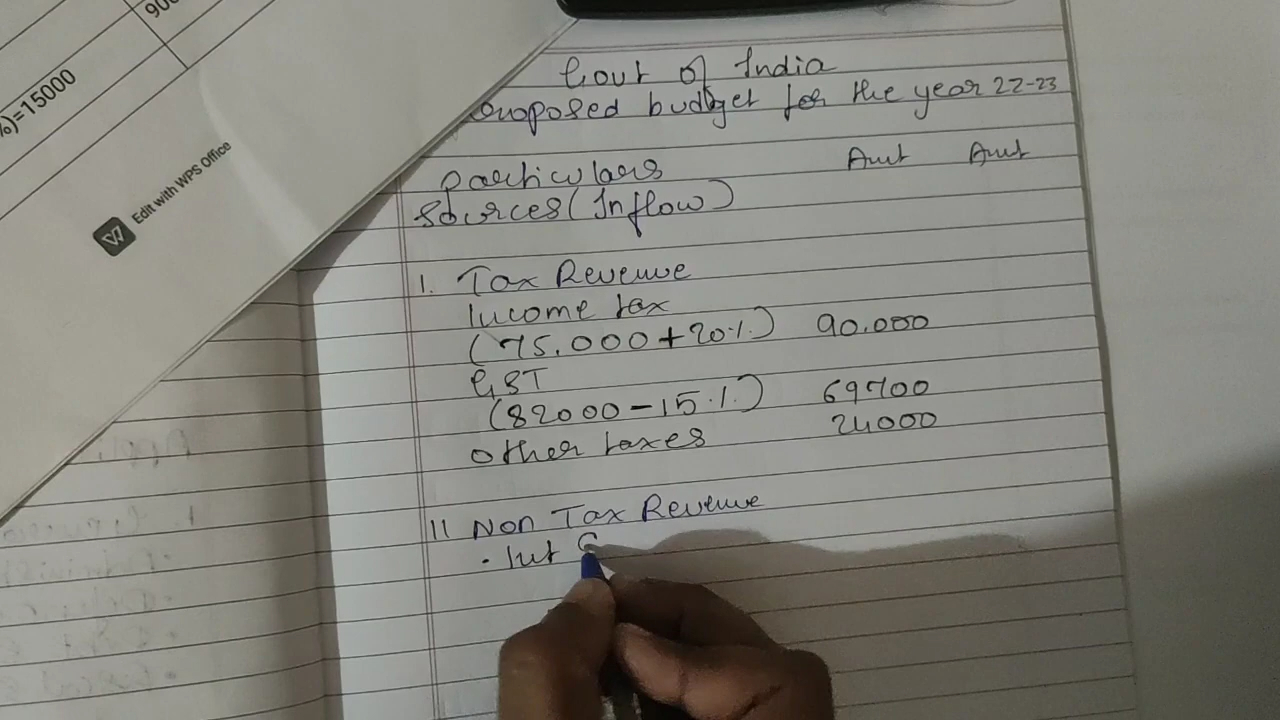 %)=15000
Edit with WPS Office
Govt of India
proposed budget for the year 22-23
Particulars Amt Amt
Sources (Inflow)
I. Tax Revenue
Income tax
(75,000+20%) 90,000
GST
(82000-15%) 69700
Other taxes 24000
II Non Tax Revenue
· Int